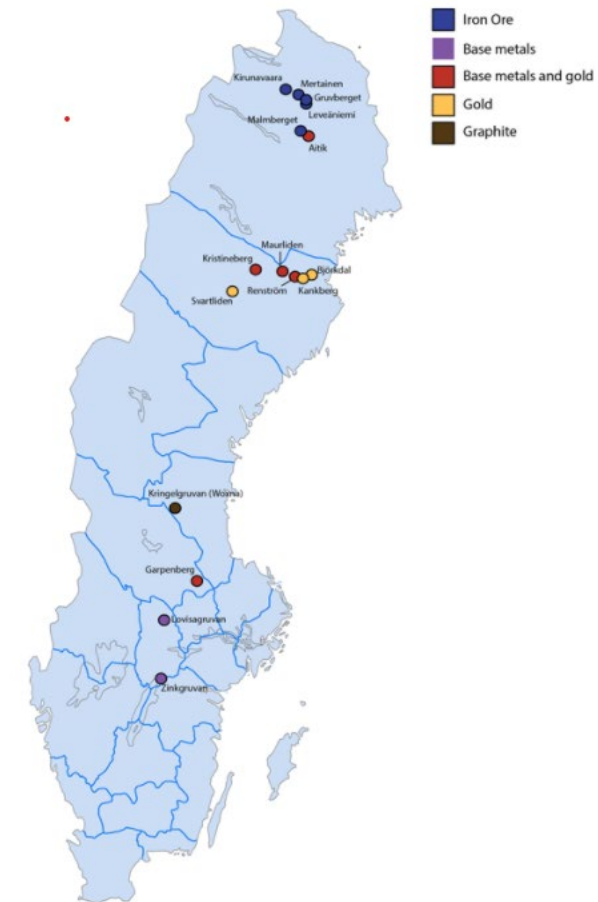 Iron Ore
Base metals
Base metals and gold
Gold
Graphite
Kirunavaara
Mertainen
Gruvberget
Leveäniemi
Malmberget
Aitik
Maurliden
Kristineberg
Björkdal
Renström
Kankberg
Svartliden
Kringelgruvan (Woxna)
Garpenberg
Lovisagruvan
Zinkgruvan